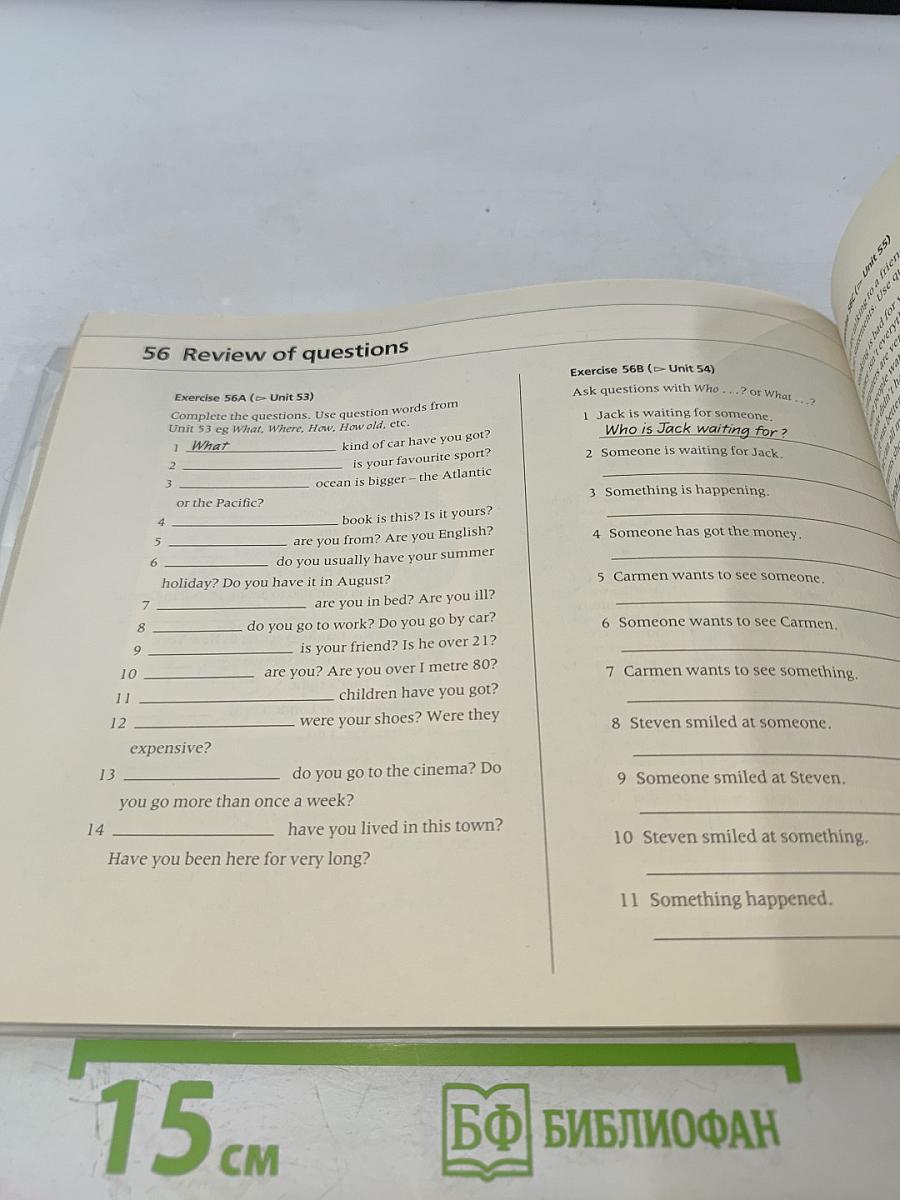 56 Review of questions
Exercise 56A (▻ Unit 53)
Complete the questions. Use question words from
Unit 53 eg What, Where, How, How old, etc.
1 What kind of car have you got?
2 is your favourite sport?
3 ocean is bigger – the Atlantic
or the Pacific?
4 book is this? Is it yours?
5 are you from? Are you English?
6 do you usually have your summer
holiday? Do you have it in August?
7 are you in bed? Are you ill?
8 do you go to work? Do you go by car?
9 is your friend? Is he over 21?
10 are you? Are you over 1 metre 80?
11 children have you got?
12 were your shoes? Were they
expensive?
13 do you go to the cinema? Do
you go more than once a week?
14 have you lived in this town?
Have you been here for very long?
Exercise 56B (▻ Unit 54)
Ask questions with Who . . .? or What . . .?
1 Jack is waiting for someone.
Who is Jack waiting for?
2 Someone is waiting for Jack.
3 Something is happening.
4 Someone has got the money.
5 Carmen wants to see someone.
6 Someone wants to see Carmen.
7 Carmen wants to see something.
8 Steven smiled at someone.
9 Someone smiled at Steven.
10 Steven smiled at something.
11 Something happened.
56C (▻ Unit 55)
15 см
БФ БИБЛИОФАН